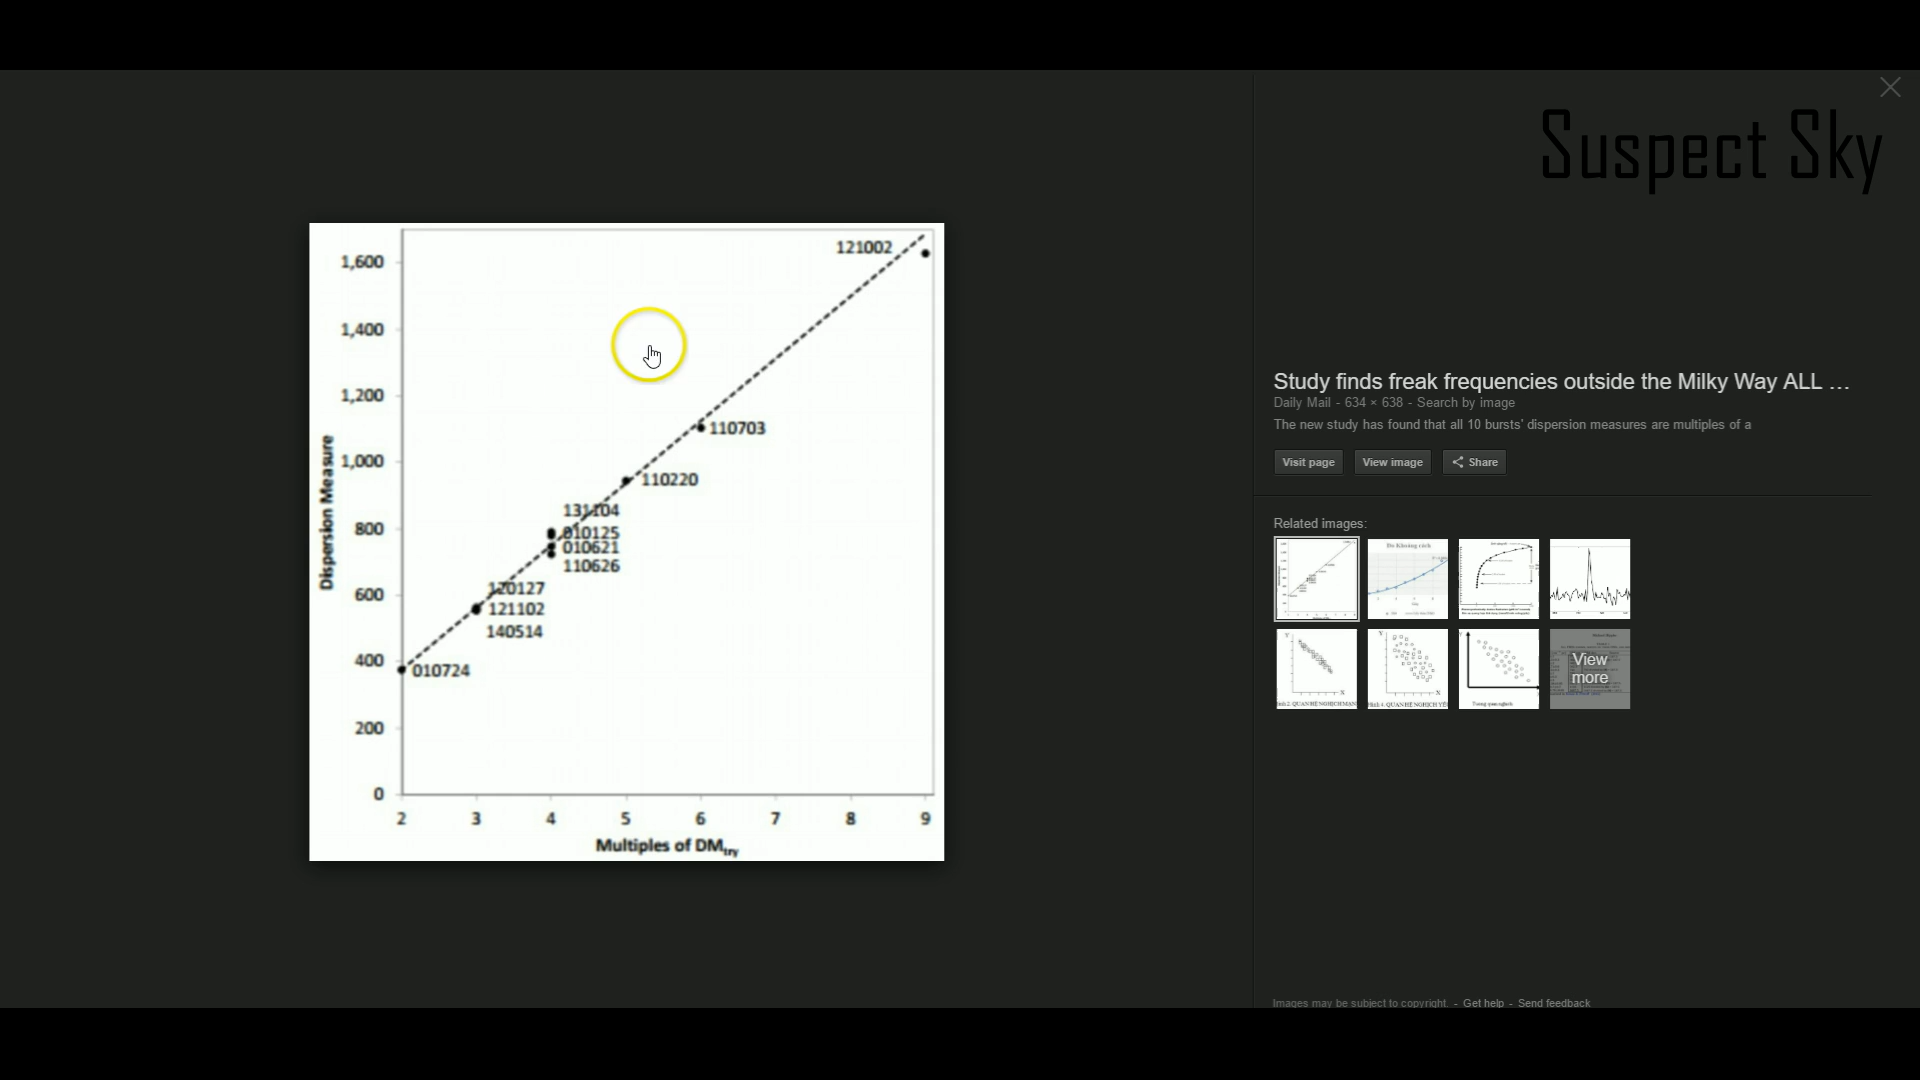 Suspect Sky
121002
1,600
1,400
1,200
110703
1,000
110220
131104
800
010125
010621
110626
120127
600
121102
140514
400
010724
200
0
2 3 4 5 6 7 8 9
Dispersion Measure
Multiples of DMtry
Study finds freak frequencies outside the Milky Way ALL ...
Daily Mail - 634 × 638 - Search by image
The new study has found that all 10 bursts' dispersion measures are multiples of a
Visit page View image Share
Related images:
View
more
Images may be subject to copyright. - Get help - Send feedback